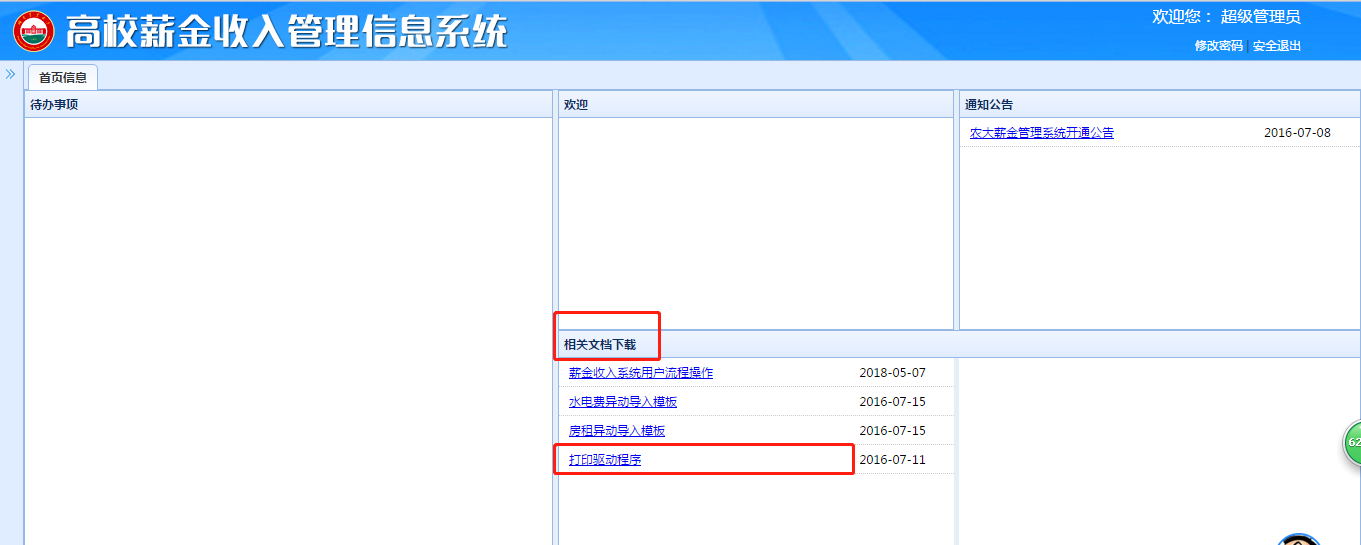 高校薪金收入管理信息系统
欢迎您： 超级管理员
修改密码 | 安全退出
首页信息
待办事项
欢迎
通知公告
农大薪金管理系统开通公告 2016-07-08
相关文档下载
薪金收入系统用户流程操作 2018-05-07
水电费异动导入模板 2016-07-15
房租异动导入模板 2016-07-15
打印驱动程序 2016-07-11
62